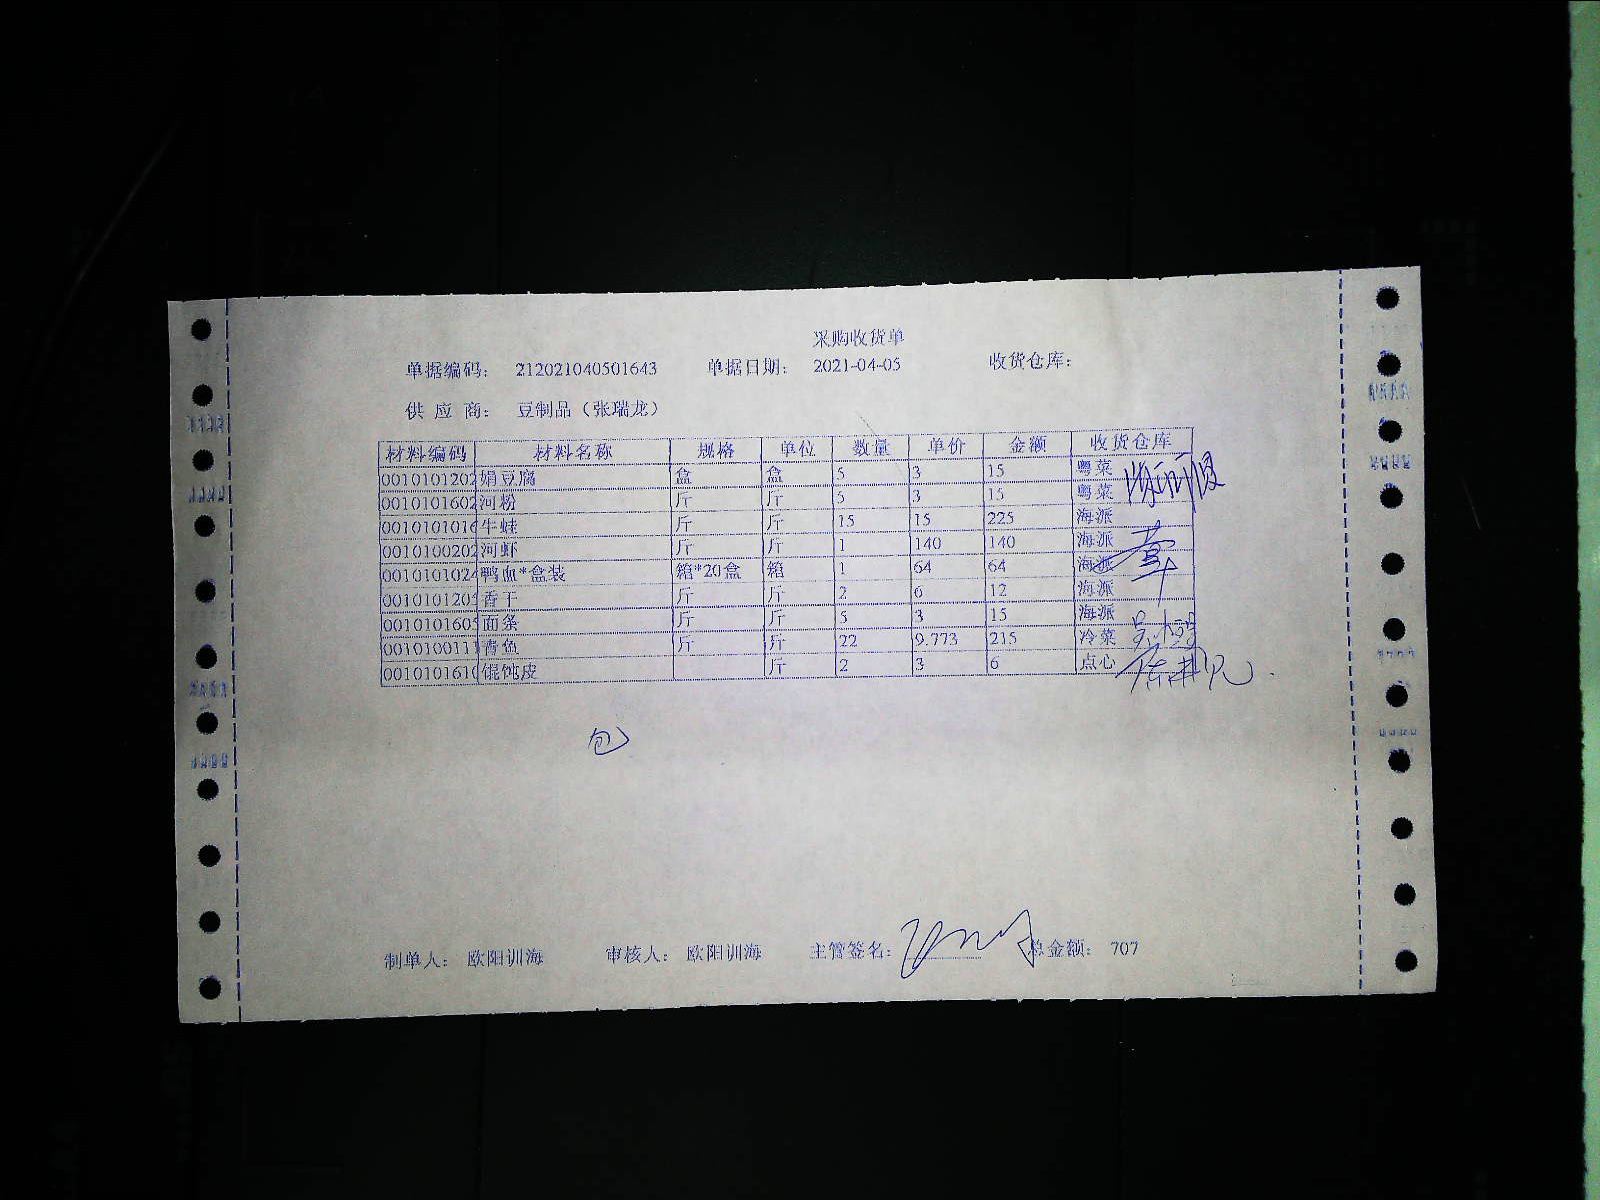 采购收货单
单据编码： 212021040501643 单据日期： 2021-04-05 收货仓库：
供 应 商： 豆制品（张瑞龙）
材料编码 材料名称 规格 单位 数量 单价 金额 收货仓库
0010101202 娟豆腐 盒 盒 5 3 15 粤菜
0010101602 河粉 斤 斤 5 3 15 粤菜
0010101016 牛蛙 斤 斤 15 15 225 海派
0010100202 河虾 斤 斤 1 140 140 海派
0010101024 鸭血*盒装 箱*20盒 箱 1 64 64 海派
001010120 香干 斤 斤 2 6 12 海派
001010160 面条 斤 斤 5 3 15 海派
001010011 青鱼 斤 斤 22 9.773 215 冷菜
001010161 馄饨皮 斤 2 3 6 点心
包
制单人： 欧阳训海 审核人： 欧阳训海 主管签名： 总金额： 707